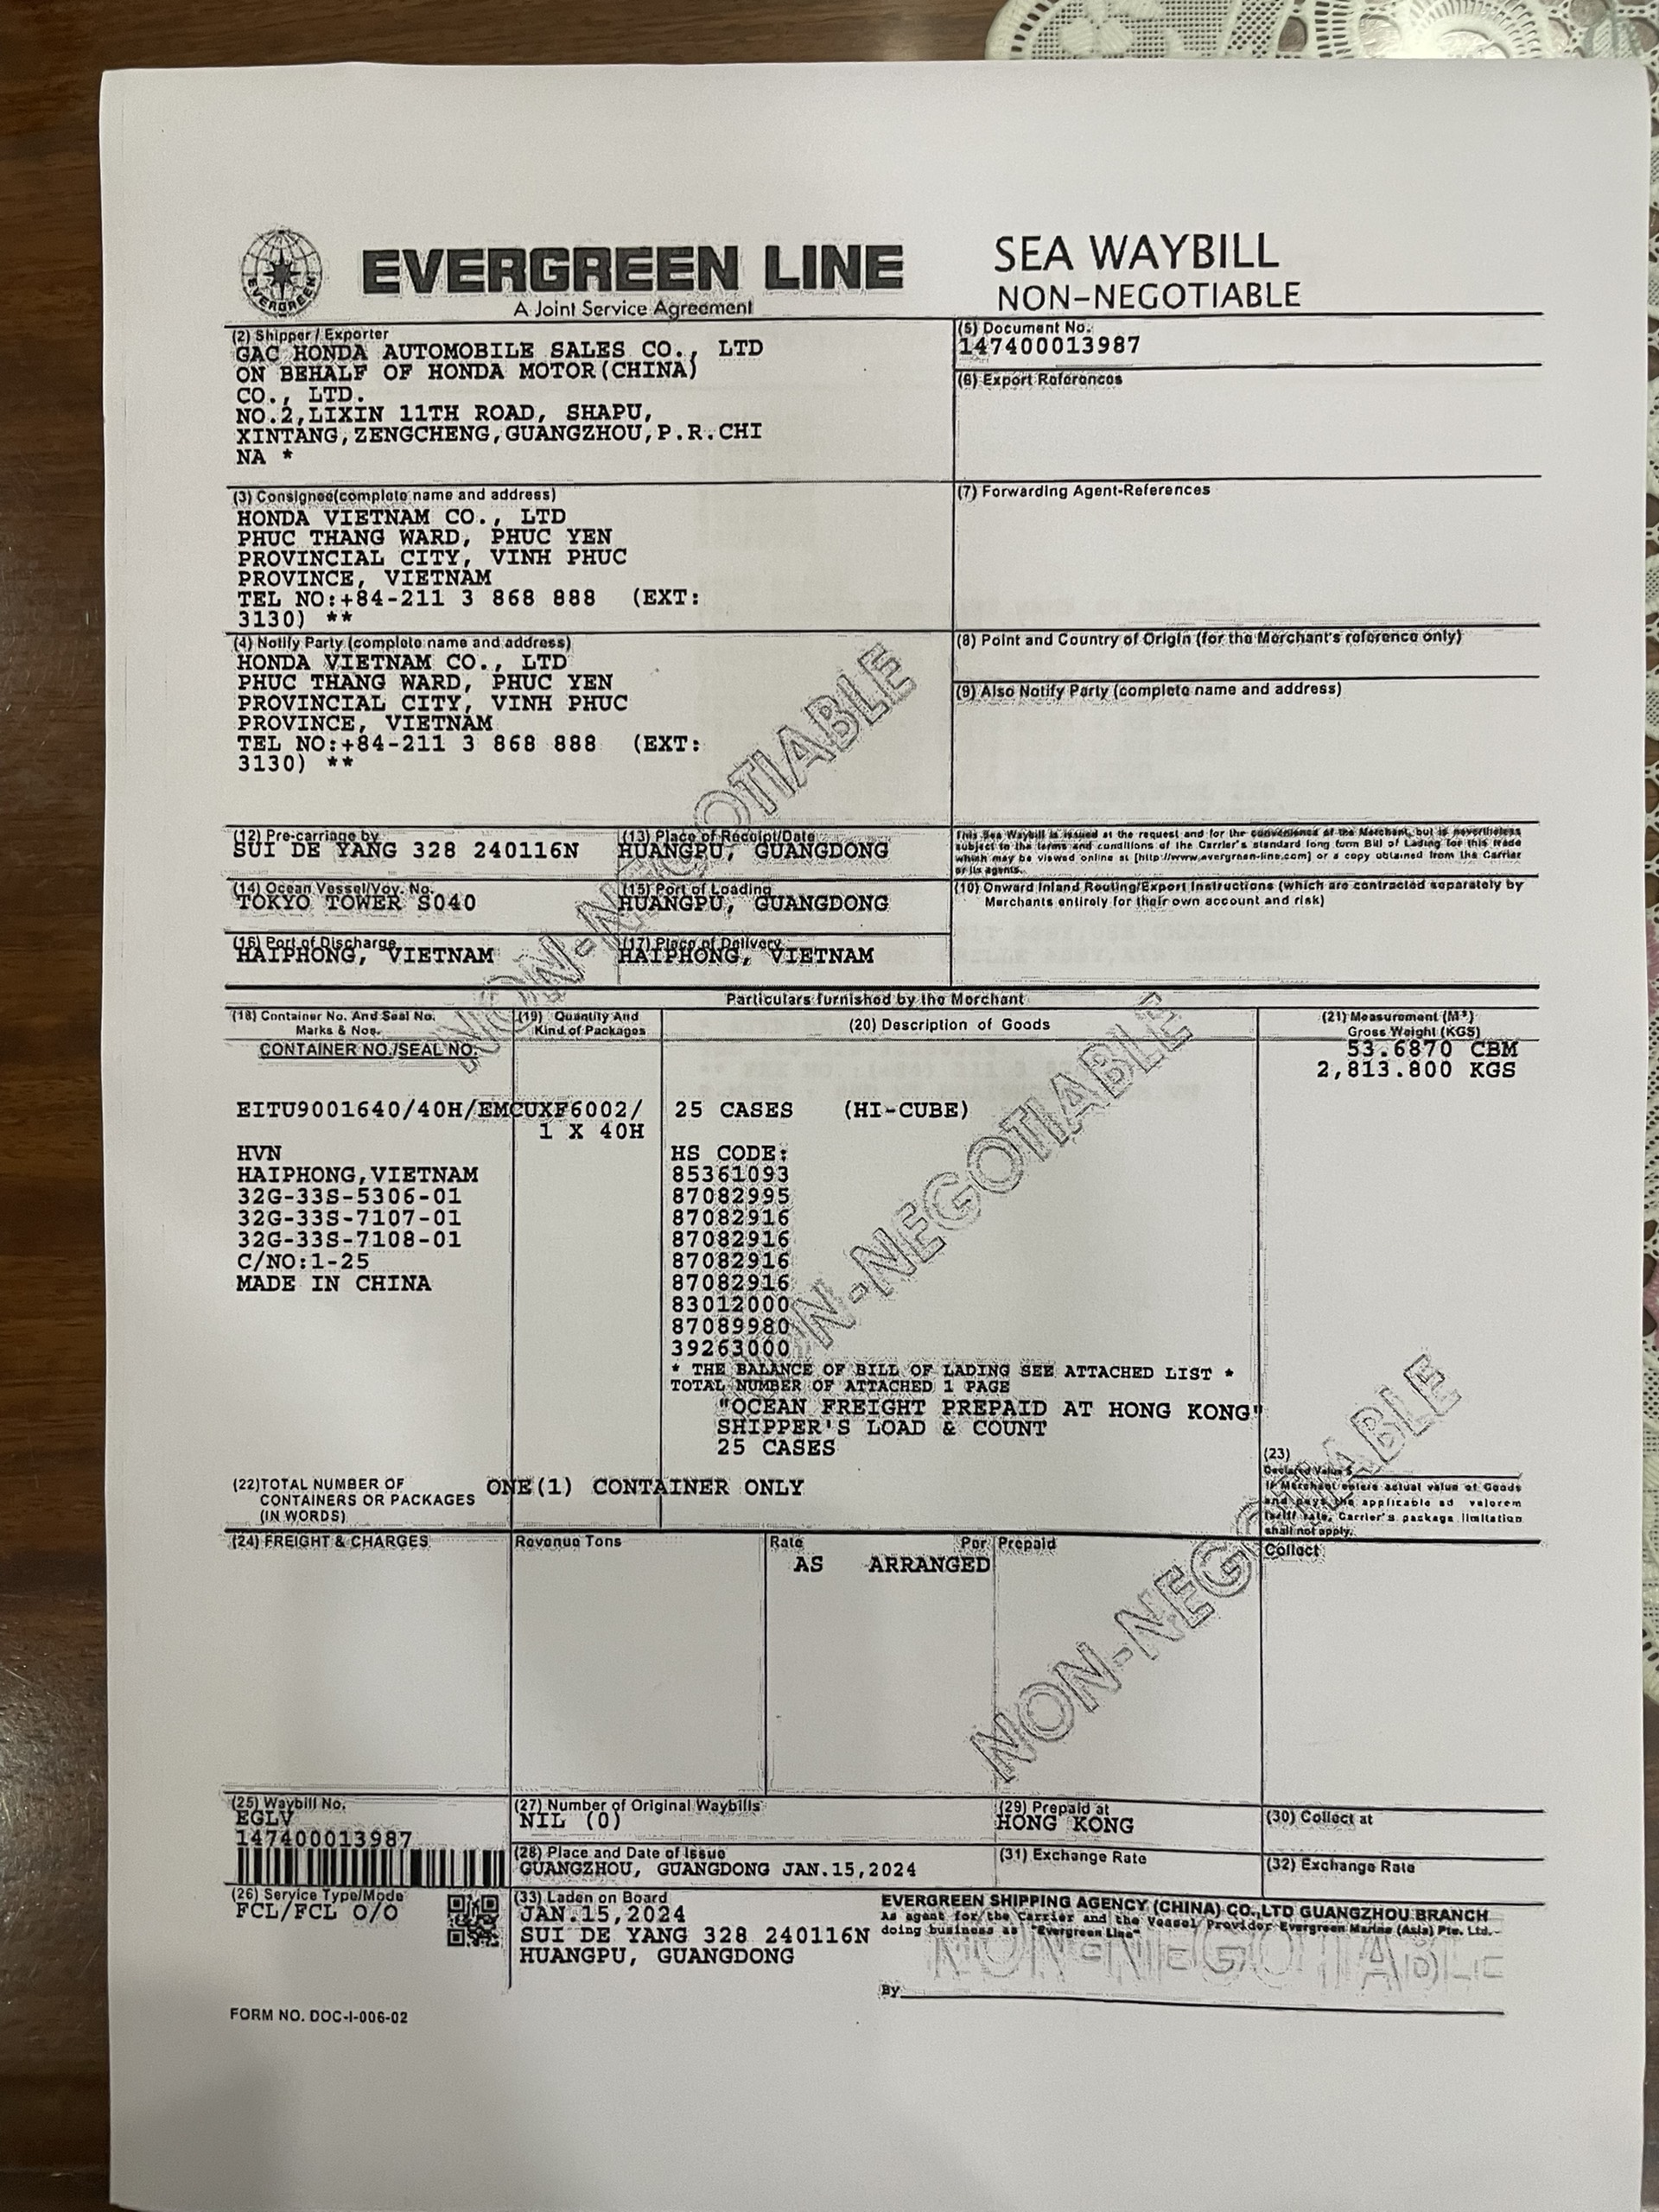 EVERGREEN
EVERGREEN LINE
A Joint Service Agreement
SEA WAYBILL
NON-NEGOTIABLE
(2) Shipper / Exporter
GAC HONDA AUTOMOBILE SALES CO., LTD
ON BEHALF OF HONDA MOTOR(CHINA)
CO., LTD.
NO.2,LIXIN 11TH ROAD, SHAPU,
XINTANG,ZENGCHENG,GUANGZHOU,P.R.CHI
NA *
(5) Document No.
147400013987
(6) Export References
(3) Consignee(complete name and address)
HONDA VIETNAM CO., LTD
PHUC THANG WARD, PHUC YEN
PROVINCIAL CITY, VINH PHUC
PROVINCE, VIETNAM
TEL NO:+84-211 3 868 888 (EXT:
3130) **
(7) Forwarding Agent-References
(4) Notify Party (complete name and address)
HONDA VIETNAM CO., LTD
PHUC THANG WARD, PHUC YEN
PROVINCIAL CITY, VINH PHUC
PROVINCE, VIETNAM
TEL NO:+84-211 3 868 888 (EXT:
3130) **
(8) Point and Country of Origin (for the Merchant's reference only)
(9) Also Notify Party (complete name and address)
NON-NEGOTIABLE
(12) Pre-carriage by
SUI DE YANG 328 240116N
(13) Place of Receipt/Date
HUANGPU, GUANGDONG
This Sea Waybill is issued at the request and for the convenience of the Merchant, but is nevertheless
subject to the terms and conditions of the Carrier's standard long form Bill of Lading for this trade
which may be viewed online at [http://www.evergreen-line.com] or a copy obtained from the Carrier
or its agents.
(14) Ocean Vessel/Voy. No.
TOKYO TOWER S040
(15) Port of Loading
HUANGPU, GUANGDONG
(10) Onward Inland Routing/Export Instructions (which are contracted separately by
Merchants entirely for their own account and risk)
(16) Port of Discharge
HAIPHONG, VIETNAM
(17) Place of Delivery
HAIPHONG, VIETNAM
Particulars furnished by the Merchant
(18) Container No. And Seal No.
Marks & Nos.
(19) Quantity And
Kind of Packages
(20) Description of Goods
(21) Measurement (M³)
Gross Weight (KGS)
CONTAINER NO./SEAL NO.
53.6870 CBM
2,813.800 KGS
EITU9001640/40H/EMCUXF6002/ 25 CASES (HI-CUBE)
1 X 40H
HVN
HAIPHONG,VIETNAM
32G-33S-5306-01
32G-33S-7107-01
32G-33S-7108-01
C/NO:1-25
MADE IN CHINA
HS CODE:
85361093
87082995
87082916
87082916
87082916
87082916
83012000
87089980
39263000
* THE BALANCE OF BILL OF LADING SEE ATTACHED LIST *
TOTAL NUMBER OF ATTACHED 1 PAGE
"OCEAN FREIGHT PREPAID AT HONG KONG"
SHIPPER'S LOAD & COUNT
25 CASES
NON-NEGOTIABLE
(22)TOTAL NUMBER OF
CONTAINERS OR PACKAGES
(IN WORDS)
ONE(1) CONTAINER ONLY
(23)
Declared Value $
If Merchant enters actual value of Goods
and pays the applicable ad valorem
tariff rate, Carrier's package limitation
shall not apply.
(24) FREIGHT & CHARGES
Revenue Tons
Rate
Per
Prepaid
Collect
AS ARRANGED
NON-NEGOTIABLE
(25) Waybill No.
EGLV
147400013987
(27) Number of Original Waybills
NIL (0)
(29) Prepaid at
HONG KONG
(30) Collect at
(28) Place and Date of Issue
GUANGZHOU, GUANGDONG JAN.15,2024
(31) Exchange Rate
(32) Exchange Rate
(26) Service Type/Mode
FCL/FCL O/O
(33) Laden on Board
JAN.15,2024
SUI DE YANG 328 240116N
HUANGPU, GUANGDONG
EVERGREEN SHIPPING AGENCY (CHINA) CO.,LTD GUANGZHOU BRANCH
As agent for/the Carrier and the Vessel Provider Evergreen Marine (Asia) Pte. Ltd.
doing business as "Evergreen Line"
NON-NEGOTIABLE
By
FORM NO. DOC-I-006-02